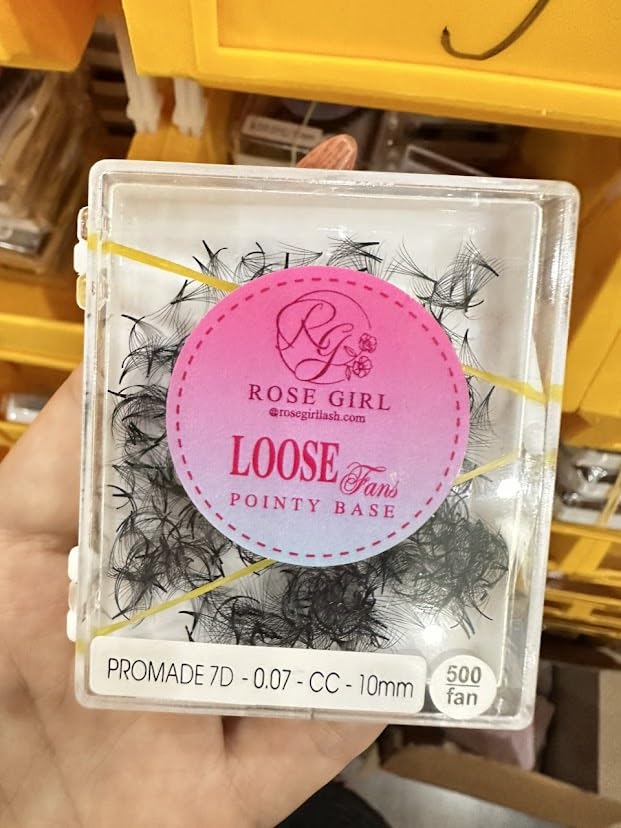 RG
ROSE GIRL
@rosegirllash.com
LOOSE Fans
POINTY BASE
PROMADE 7D - 0.07 - CC - 10mm
500
fan